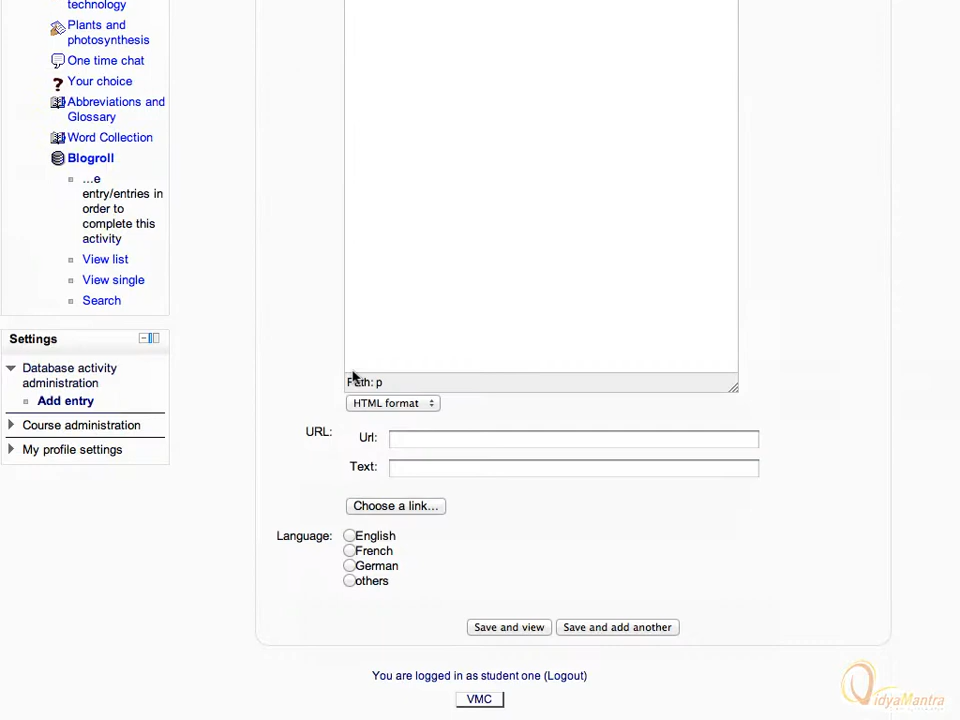 technology
Plants and
photosynthesis
One time chat
Your choice
Abbreviations and
Glossary
Word Collection
Blogroll
...e
entry/entries in
order to
complete this
activity
View list
View single
Search
Settings
Database activity
administration
Add entry
Course administration
My profile settings
Path: p
HTML format
URL:
Url:
Text:
Choose a link...
Language:
English
French
German
others
Save and view
Save and add another
You are logged in as student one (Logout)
VMC
VidyaMantra